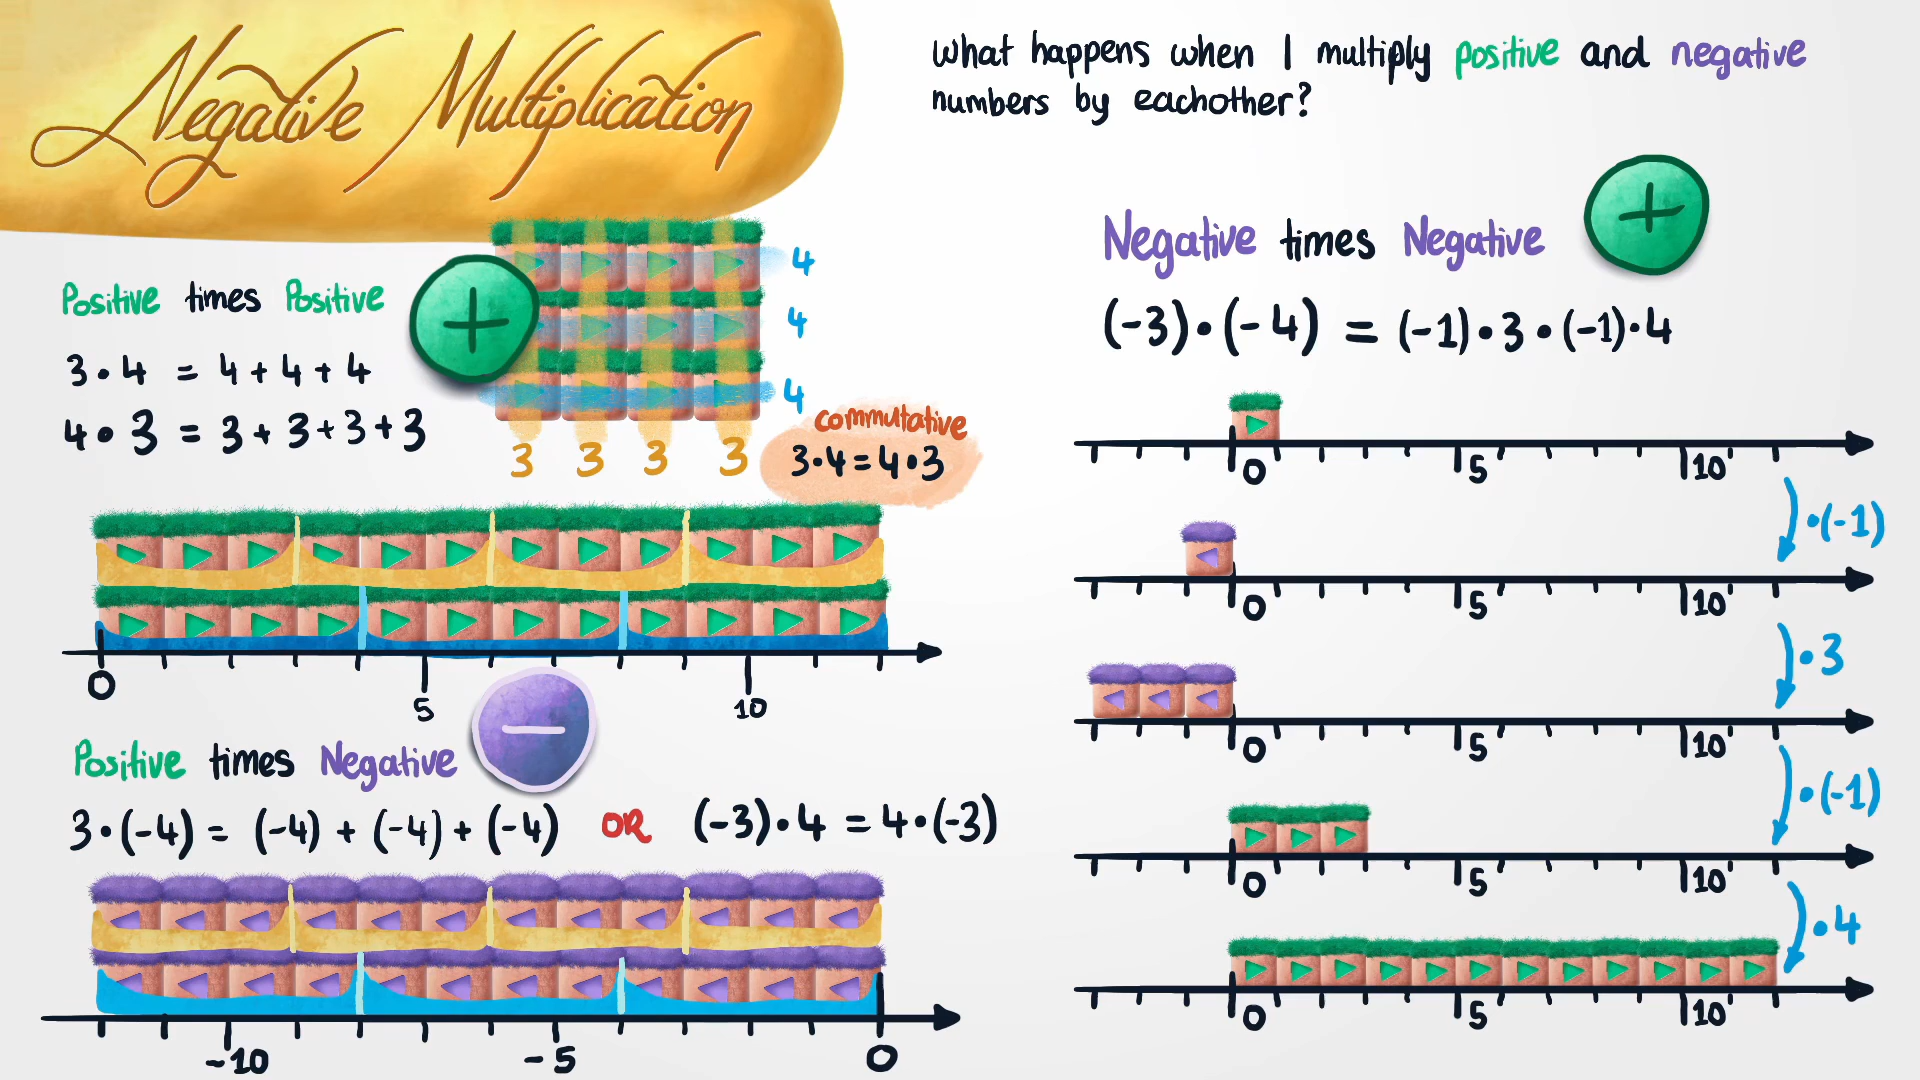 Negative Multiplication
What happens when I multiply positive and negative
numbers by eachother?
Positive times Positive
+
3·4 = 4+4+4
4·3 = 3+3+3+3
4
4
4
3 3 3 3
commutative
3·4=4·3
0 5 10
Positive times Negative
−
3·(-4) = (-4) + (-4) + (-4) OR (-3)·4 = 4·(-3)
-10 -5 0
Negative times Negative
+
(-3)·(-4) = (-1)·3·(-1)·4
0 5 10
·(-1)
0 5 10
·3
0 5 10
·(-1)
0 5 10
·4
0 5 10